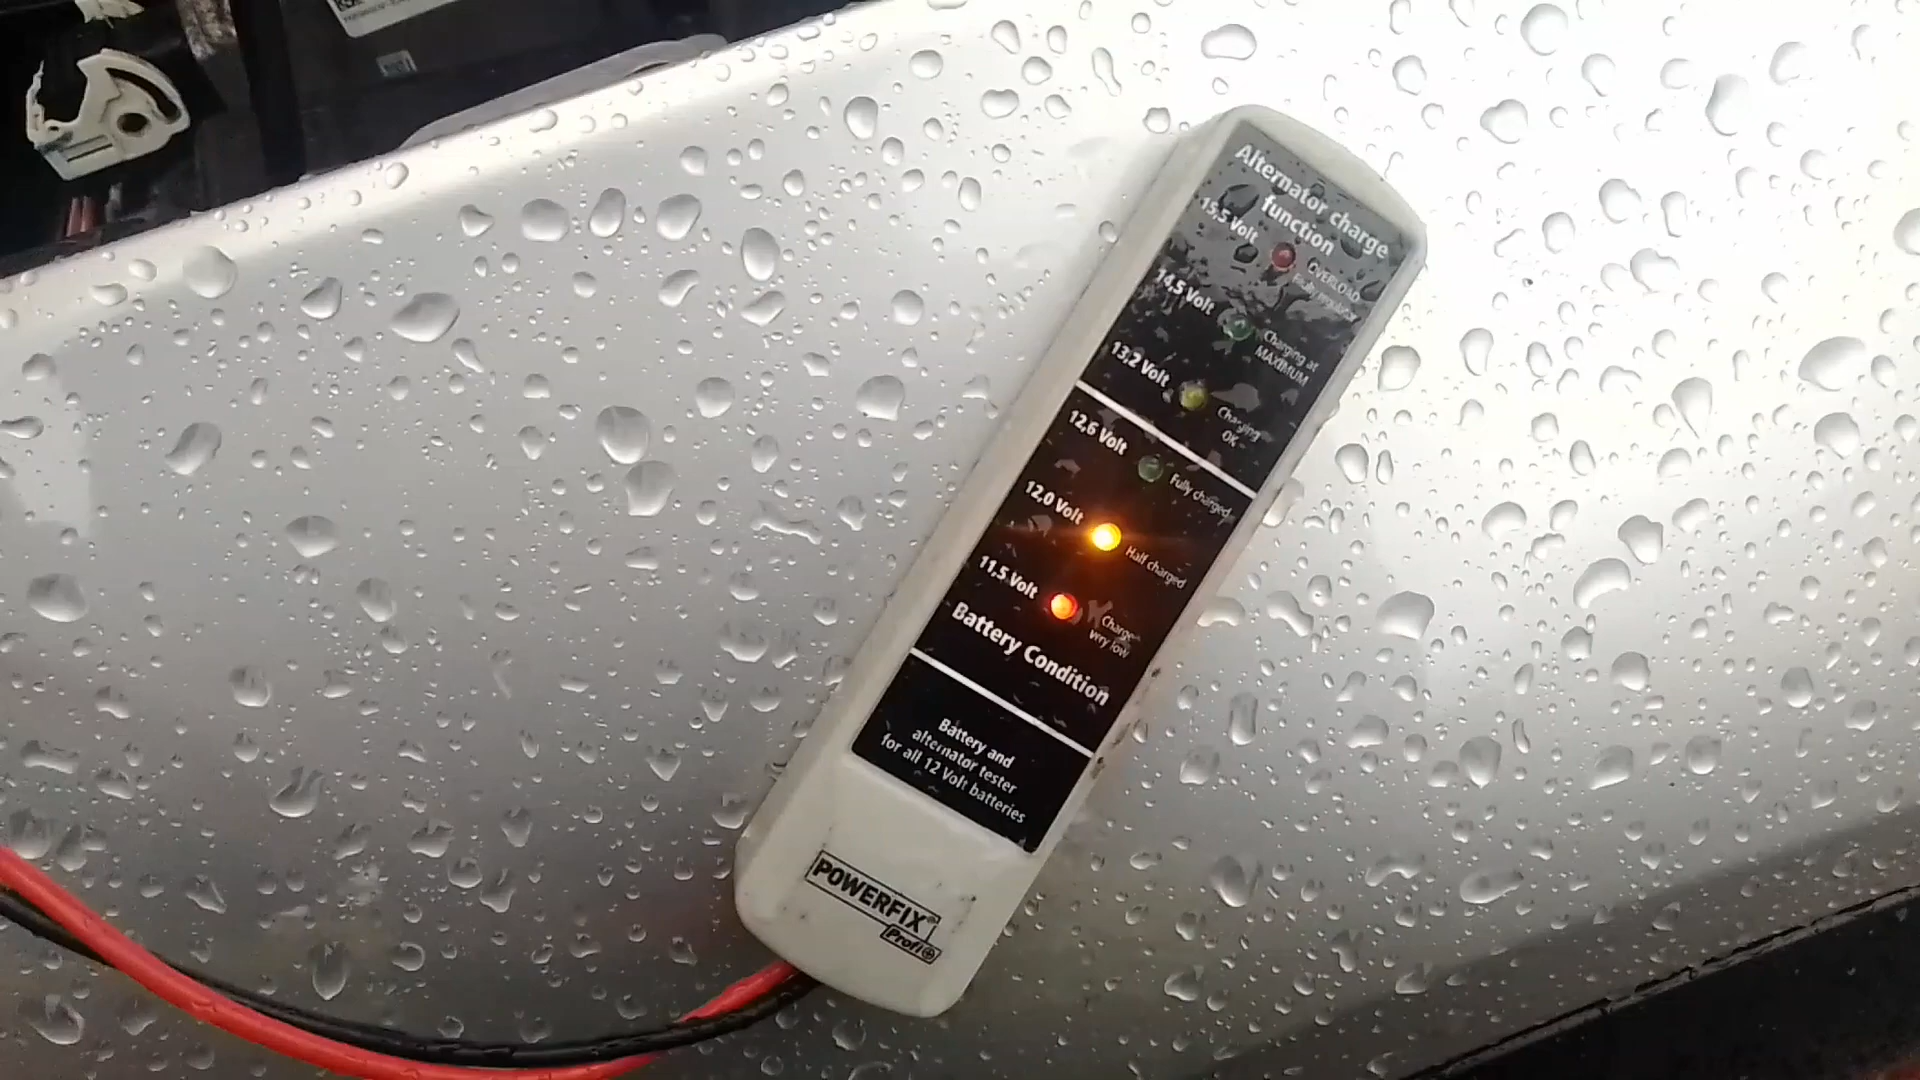 Alternator charge
function
15,5 Volt
OVERLOAD
14,5 Volt
Charging at
MAXIMUM
13,2 Volt
Charging
OK
12,6 Volt
Fully charged
12,0 Volt
Half charged
11,5 Volt
Charge
very low
Battery Condition
Battery and
alternator tester
for all 12 Volt batteries
POWERFIX®
Profi